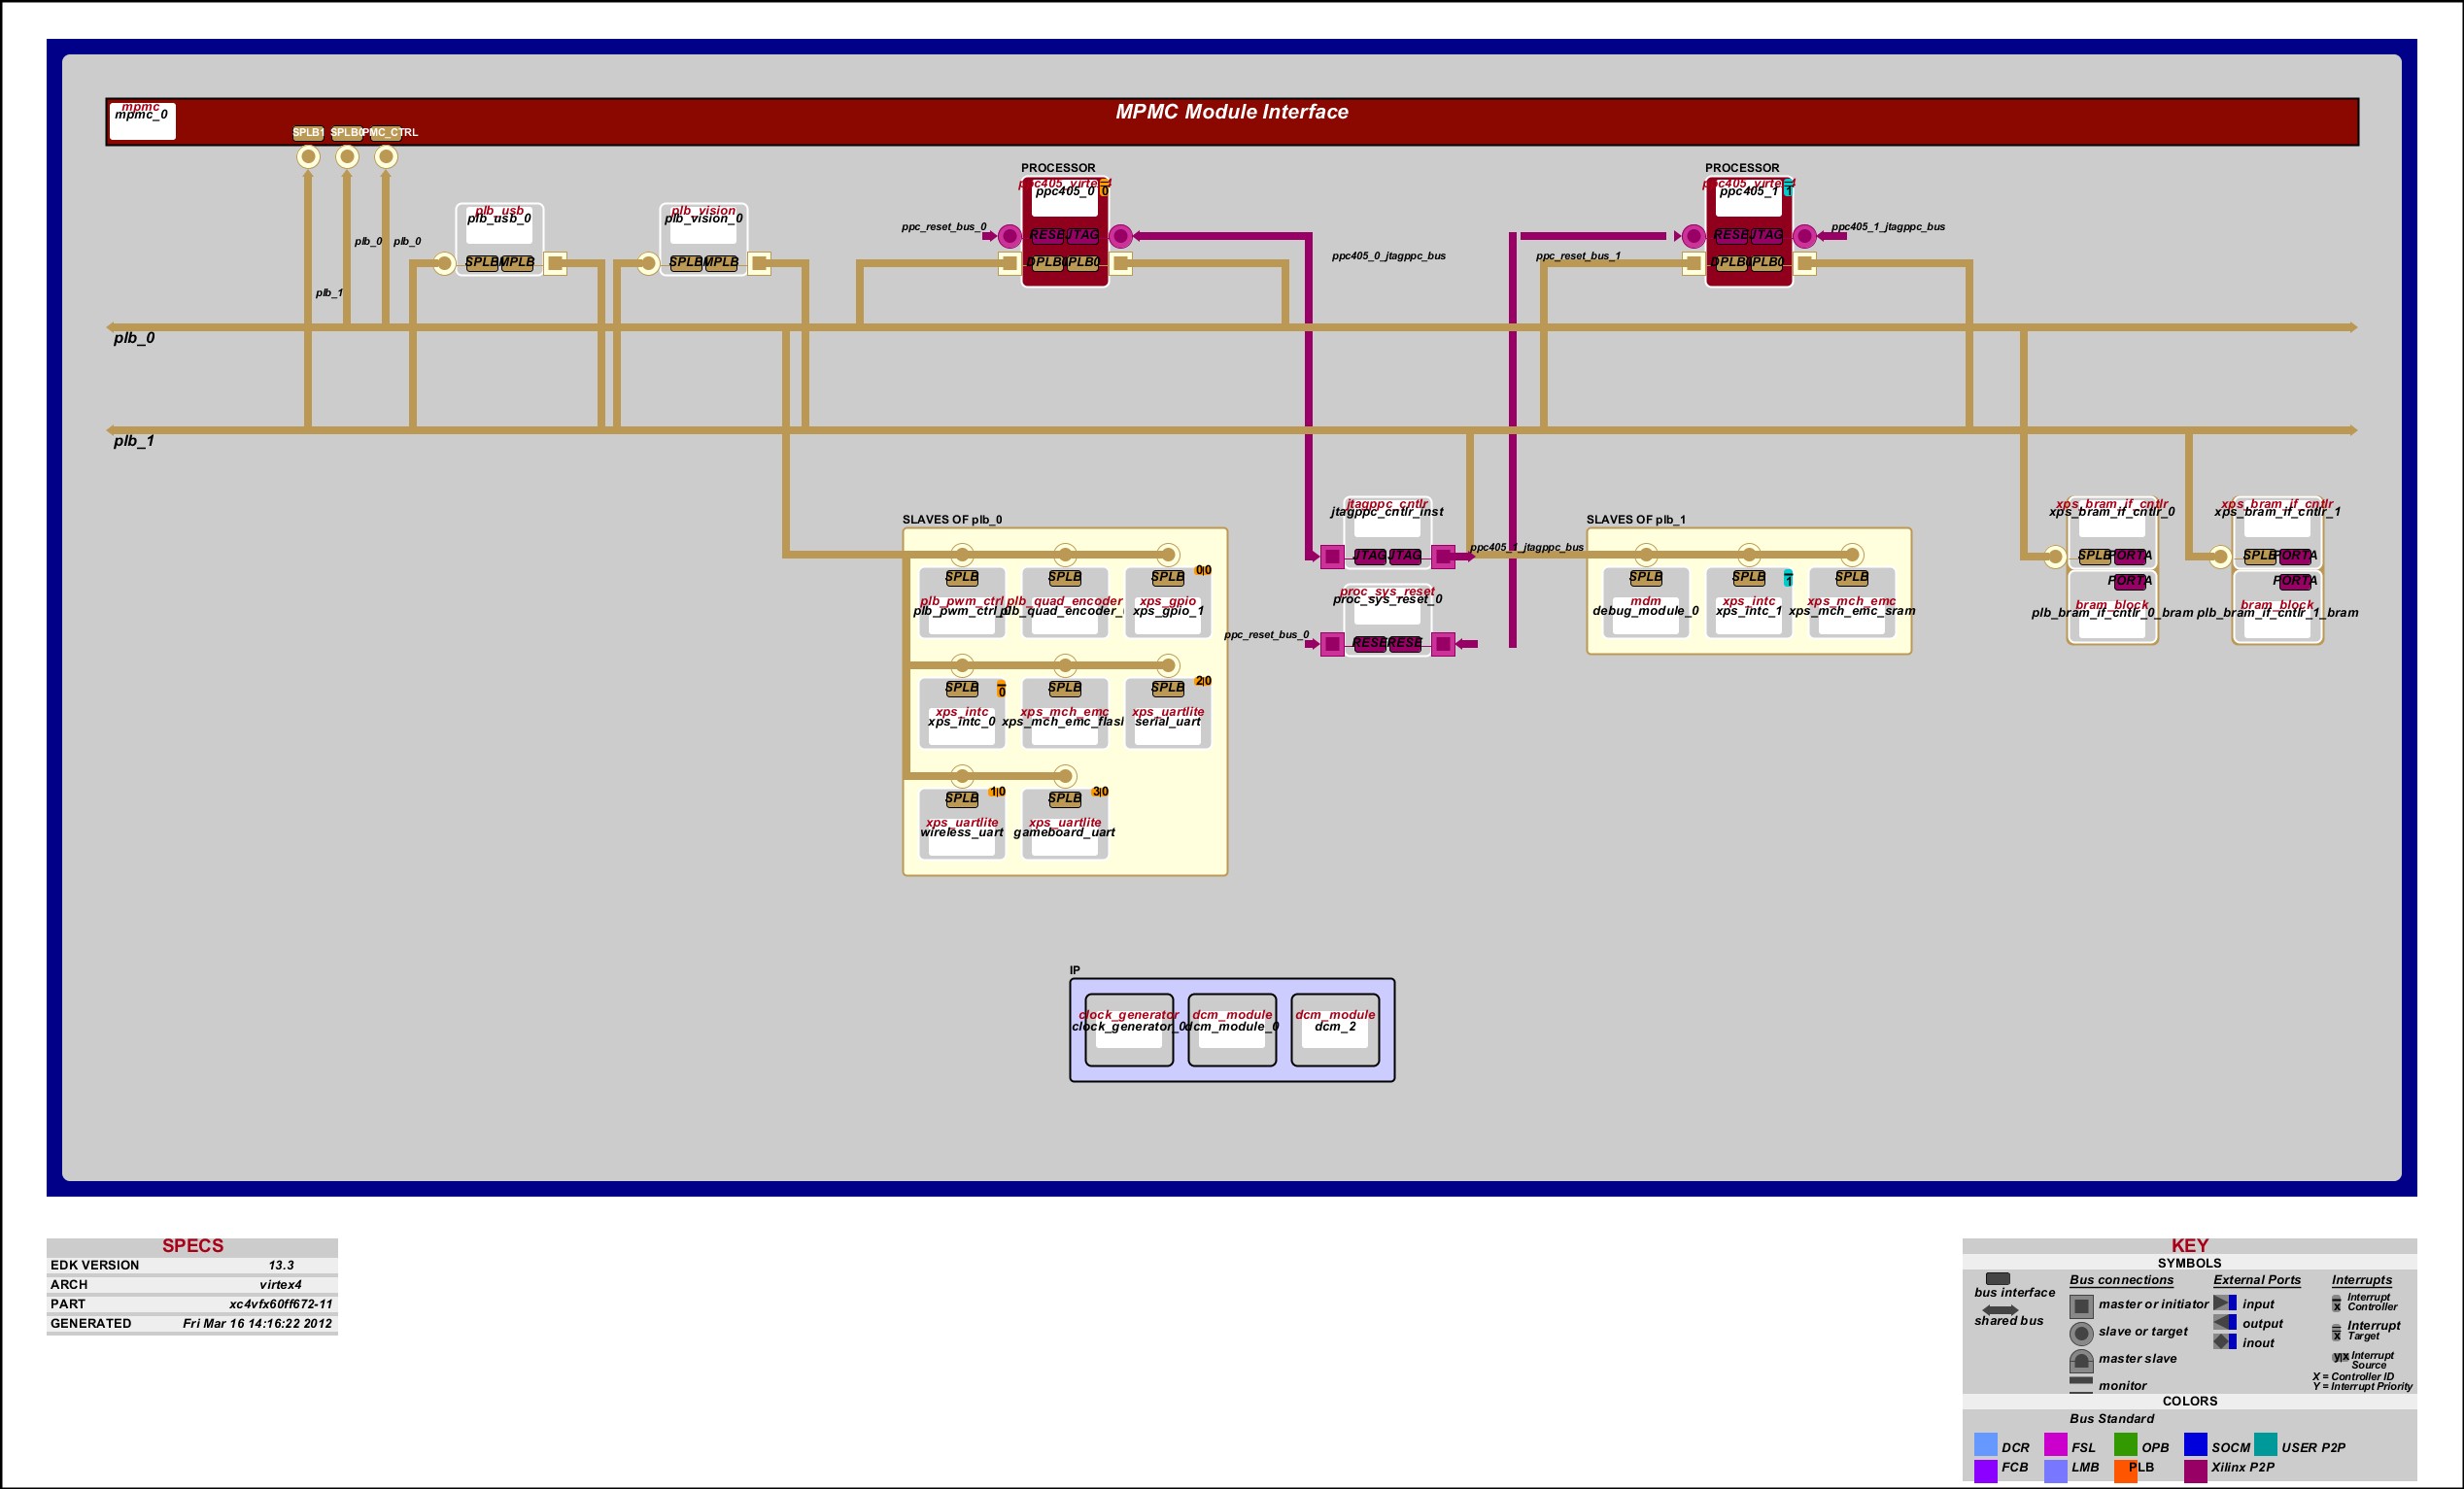 MPMC Module Interface
mpmc
mpmc_0
SPLB1 SPLB0 PMC_CTRL
PROCESSOR
ppc405_virtex4
ppc405_0
0
RESE JTAG
DPLB0 IPLB0
PROCESSOR
ppc405_virtex4
ppc405_1
1
RESE JTAG
DPLB0 IPLB0
plb_usb
plb_usb_0
SPLB MPLB
plb_vision
plb_vision_0
SPLB MPLB
ppc_reset_bus_0
ppc405_0_jtagppc_bus
ppc_reset_bus_1
ppc405_1_jtagppc_bus
plb_0 plb_0
plb_1
plb_0
plb_1
SLAVES OF plb_0
SPLB
plb_pwm_ctrl
plb_pwm_ctrl_0
SPLB
plb_quad_encoder
plb_quad_encoder_
SPLB
0|0
xps_gpio
xps_gpio_1
SPLB
0
xps_intc
xps_intc_0
SPLB
xps_mch_emc
xps_mch_emc_flash
SPLB
2|0
xps_uartlite
serial_uart
SPLB
1|0
xps_uartlite
wireless_uart
SPLB
3|0
xps_uartlite
gameboard_uart
jtagppc_cntlr
jtagppc_cntlr_inst
JTAG JTAG
ppc405_1_jtagppc_bus
proc_sys_reset
proc_sys_reset_0
ppc_reset_bus_0
RESE RESE
SLAVES OF plb_1
SPLB
mdm
debug_module_0
SPLB
1
xps_intc
xps_intc_1
SPLB
xps_mch_emc
xps_mch_emc_sram
xps_bram_if_cntlr
xps_bram_if_cntlr_0
SPLB PORTA
PORTA
bram_block
plb_bram_if_cntlr_0_bram
xps_bram_if_cntlr
xps_bram_if_cntlr_1
SPLB PORTA
PORTA
bram_block
plb_bram_if_cntlr_1_bram
IP
clock_generator
clock_generator_0
dcm_module
dcm_module_0
dcm_module
dcm_2
SPECS
EDK VERSION 13.3
ARCH virtex4
PART xc4vfx60ff672-11
GENERATED Fri Mar 16 14:16:22 2012
KEY
SYMBOLS
bus interface
shared bus
Bus connections
master or initiator
slave or target
master slave
monitor
External Ports
input
output
inout
Interrupts
x Interrupt
Controller
x Interrupt
Target
y|x Interrupt
Source
X = Controller ID
Y = Interrupt Priority
COLORS
Bus Standard
DCR FSL OPB SOCM USER P2P
FCB LMB PLB Xilinx P2P